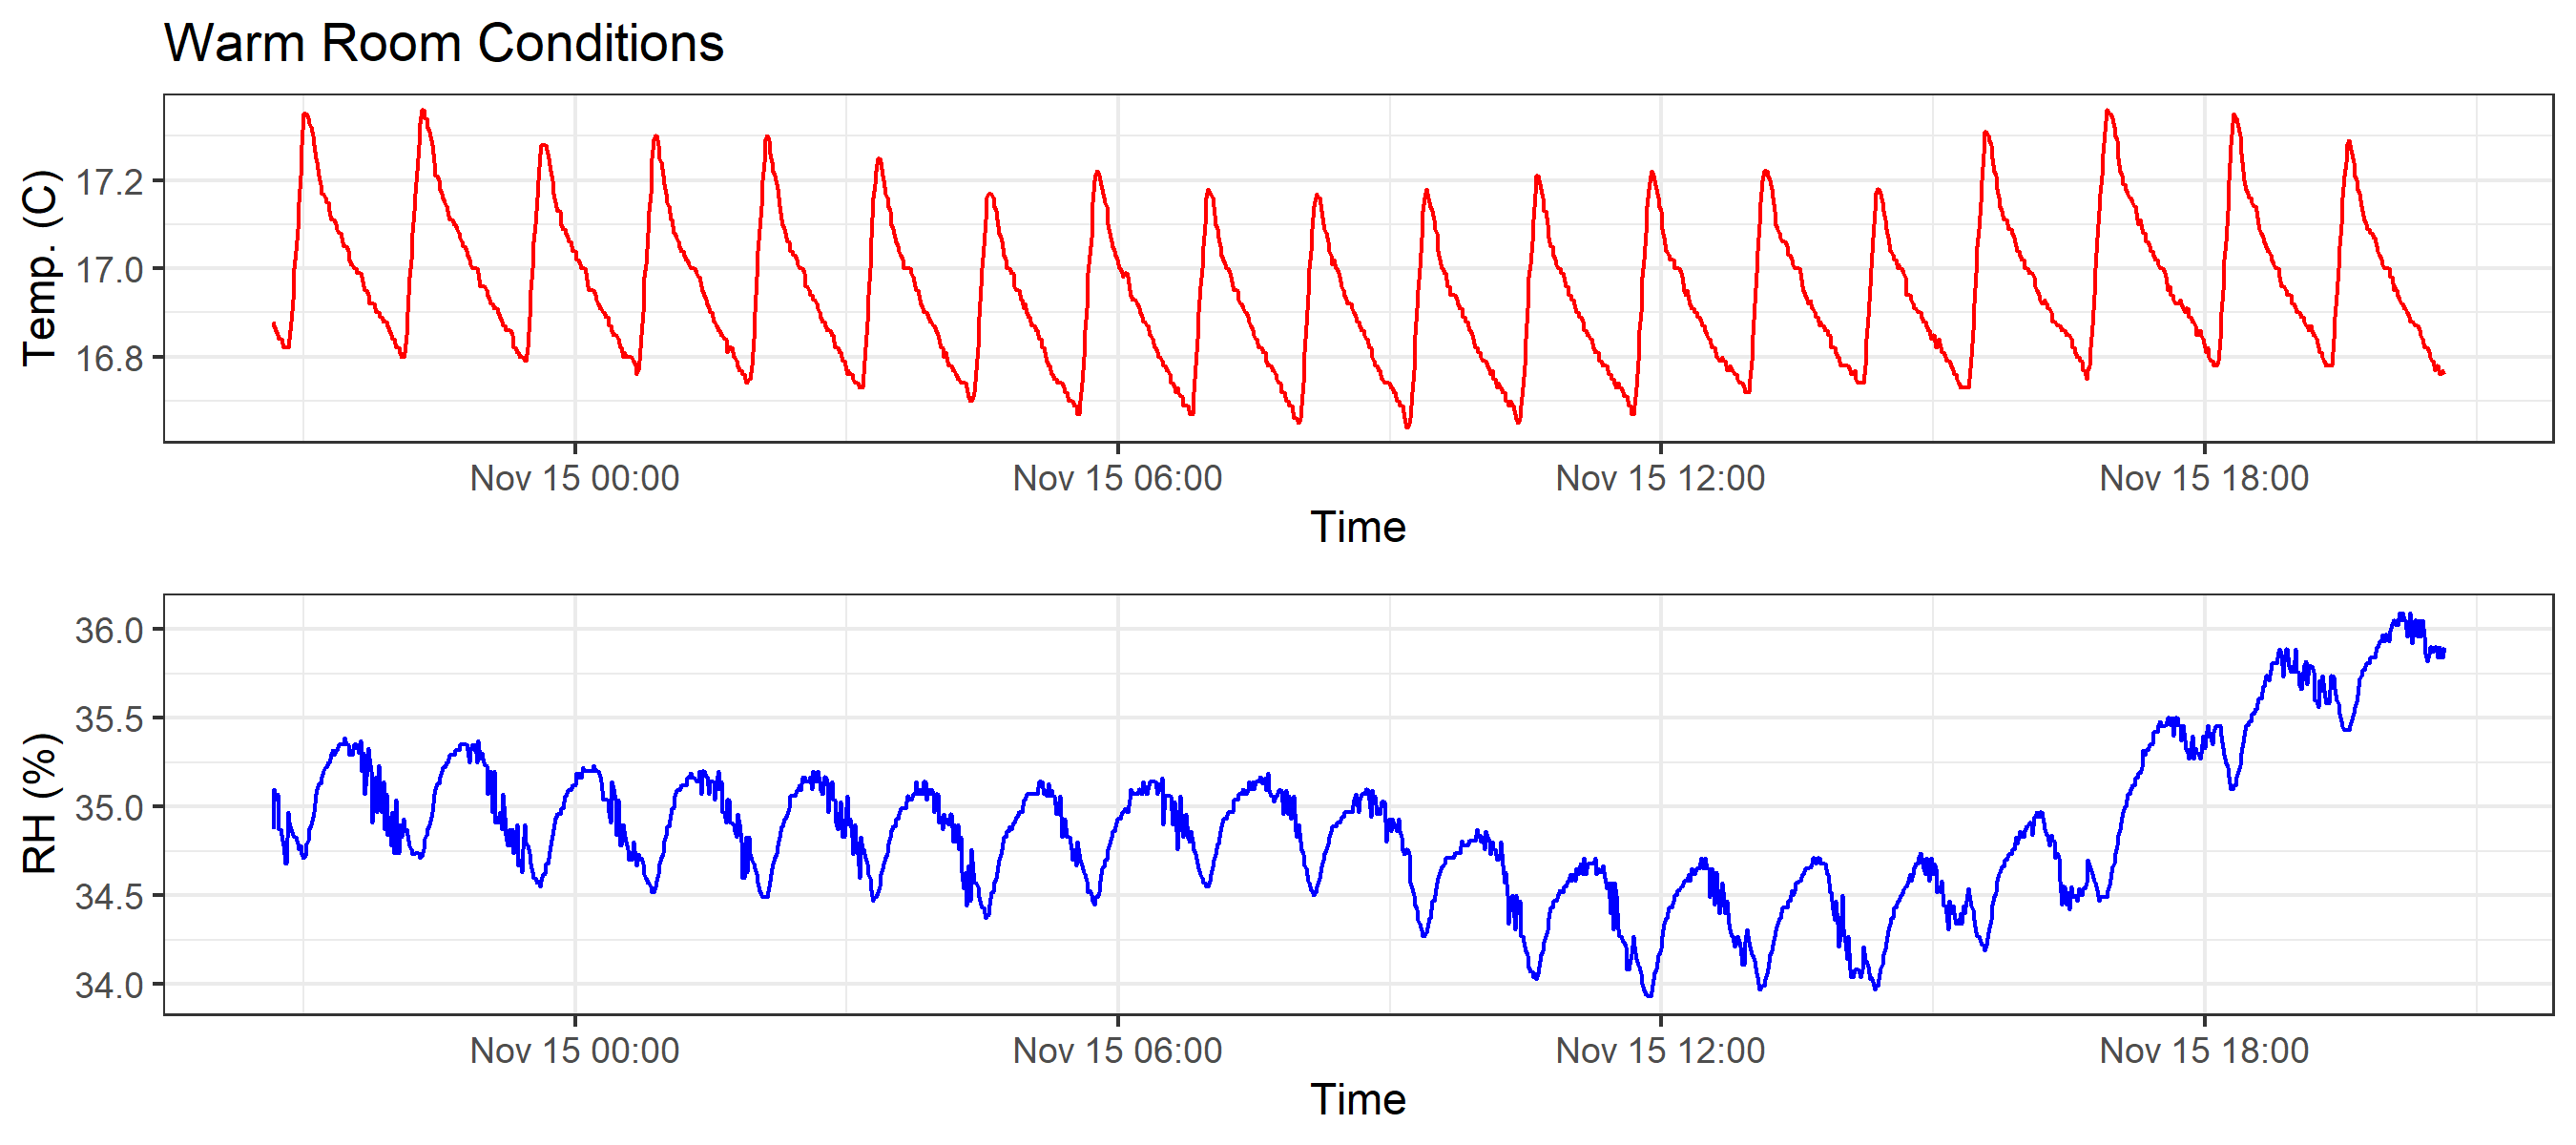 Warm Room Conditions
Temp. (C)
17.2
17.0
16.8
Nov 15 00:00 Nov 15 06:00 Nov 15 12:00 Nov 15 18:00
Time
RH (%)
36.0
35.5
35.0
34.5
34.0
Nov 15 00:00 Nov 15 06:00 Nov 15 12:00 Nov 15 18:00
Time